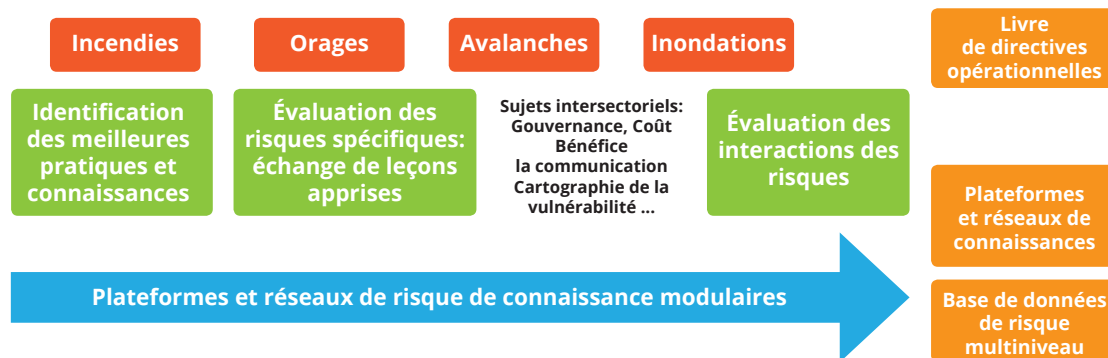 Incendies
Orages
Avalanches
Inondations
Livre
de directives
opérationnelles
Identification
des meilleures
pratiques et
connaissances
Évaluation des
risques spécifiques:
échange de leçons
apprises
Sujets intersectoriels:
Gouvernance, Coût
Bénéfice
la communication
Cartographie de la
vulnérabilité ...
Évaluation des
interactions des
risques
Plateformes
et réseaux de
connaissances
Plateformes et réseaux de risque de connaissance modulaires
Base de données
de risque
multiniveau